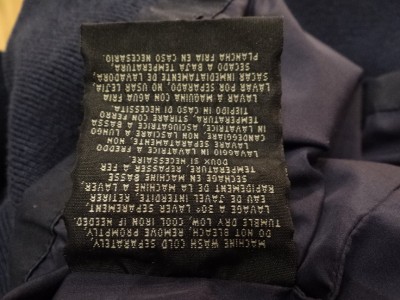 MACHINE WASH COLD SEPARATELY,
DO NOT BLEACH, REMOVE PROMPTLY,
TUMBLE DRY LOW, COOL IRON IF NEEDED.
LAVAGE A 30°, LAVER SEPAREMENT,
EAU DE JAVEL INTERDITE, RETIRER
RAPIDEMENT DE LA MACHINE A LAVER,
SECHAGE EN MACHINE BASSE
TEMPERATURE, REPASSER A FER
DOUX SI NECESSAIRE.
LAVAGGIO IN LAVATRICE A FREDDO
LAVARE SEPARATAMENTE, NON
CANDEGGIARE, NON LASCIARE A LUNGO
IN LAVATRICE, ASCIUGATRICE A BASSA
TEMPERATURA, STIRARE CON FERRO
TIEPIDO IN CASO DI NECESSITA.
LAVAR A MAQUINA CON AGUA FRIA
LAVAR POR SEPARADO, NO USAR LEJIA,
SACAR INMEDIATAMENTE DE LAVADORA,
SECADO A BAJA TEMPERATURA,
PLANCHA FRIA EN CASO NECESARIO